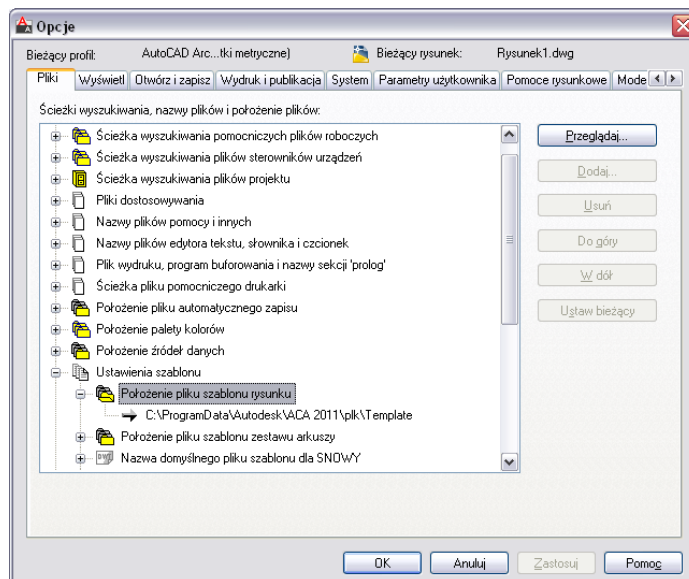 Opcje
Bieżący profil: AutoCAD Arc...tki metryczne) Bieżący rysunek: Rysunek1.dwg
Pliki Wyświetl Otwórz i zapisz Wydruk i publikacja System Parametry użytkownika Pomoce rysunkowe Mode
Ścieżki wyszukiwania, nazwy plików i położenie plików:
Ścieżka wyszukiwania pomocniczych plików roboczych
Przeglądaj...
Ścieżka wyszukiwania plików sterowników urządzeń
Dodaj...
Ścieżka wyszukiwania plików projektu
Pliki dostosowywania
Usuń
Nazwy plików pomocy i innych
Nazwy plików edytora tekstu, słownika i czcionek
Do góry
Plik wydruku, program buforowania i nazwy sekcji 'prolog'
W dół
Ścieżka pliku pomocniczego drukarki
Położenie pliku automatycznego zapisu
Ustaw bieżący
Położenie palety kolorów
Położenie źródeł danych
Ustawienia szablonu
Położenie pliku szablonu rysunku
C:\ProgramData\Autodesk\ACA 2011\plk\Template
Położenie pliku szablonu zestawu arkuszy
Nazwa domyślnego pliku szablonu dla SNOWY
OK Anuluj Zastosuj Pomoc